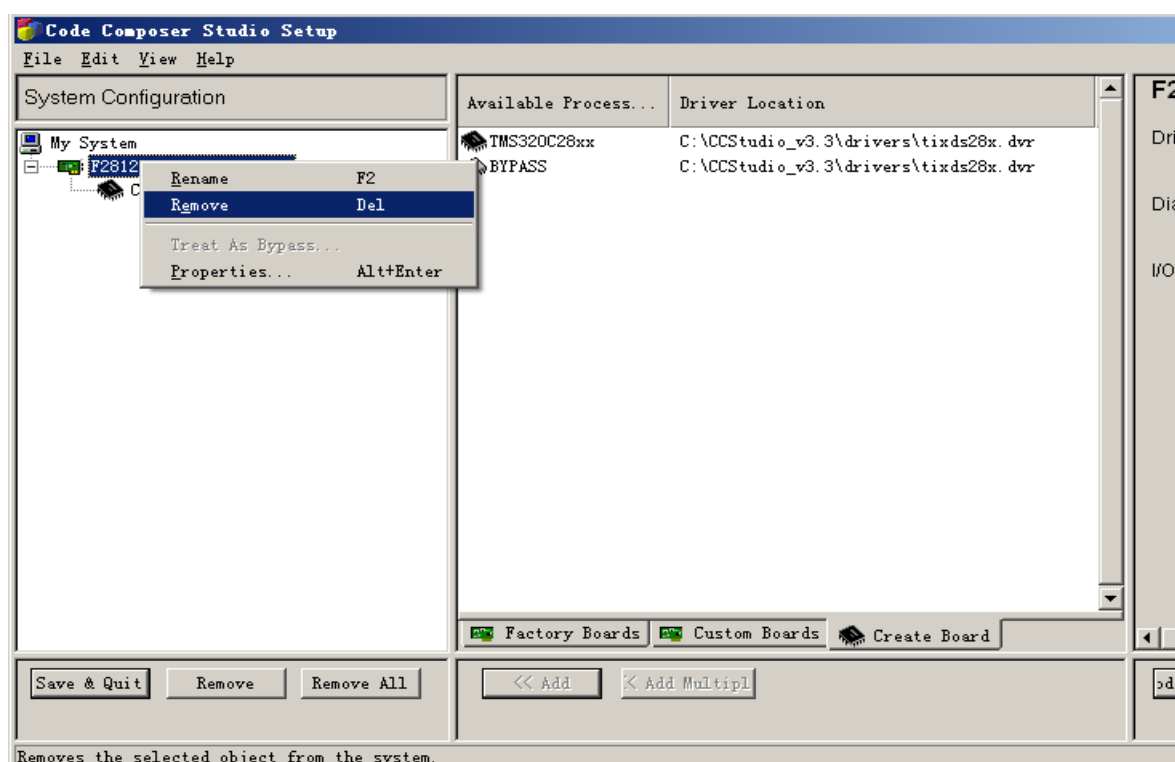 Code Composer Studio Setup
File Edit View Help
System Configuration
My System
F2812
Rename F2
Remove Del
Treat As Bypass...
Properties... Alt+Enter
Available Process... Driver Location
TMS320C28xx C:\CCStudio_v3.3\drivers\tixds28x.dvr
BYPASS C:\CCStudio_v3.3\drivers\tixds28x.dvr
Factory Boards Custom Boards Create Board
Save & Quit Remove Remove All << Add < Add Multipl
Removes the selected object from the system.
I/O